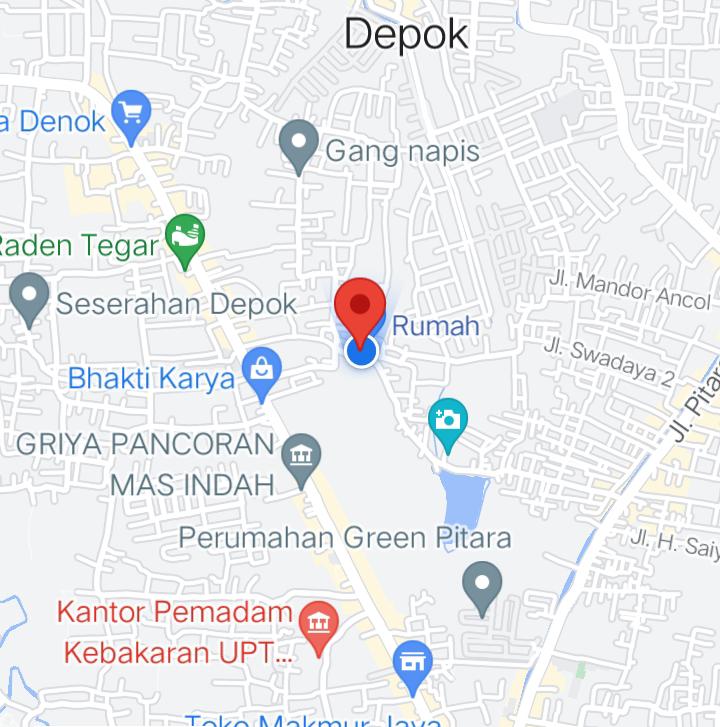 Depok
a Denok
Gang napis
Raden Tegar
Jl. Mandor Ancol
Seserahan Depok
Rumah
Jl. Swadaya 2
Bhakti Karya
Jl. Pitara
GRIYA PANCORAN
MAS INDAH
Perumahan Green Pitara
Jl. H. Saiy
Kantor Pemadam
Kebakaran UPT...
Toko Makmur Jaya